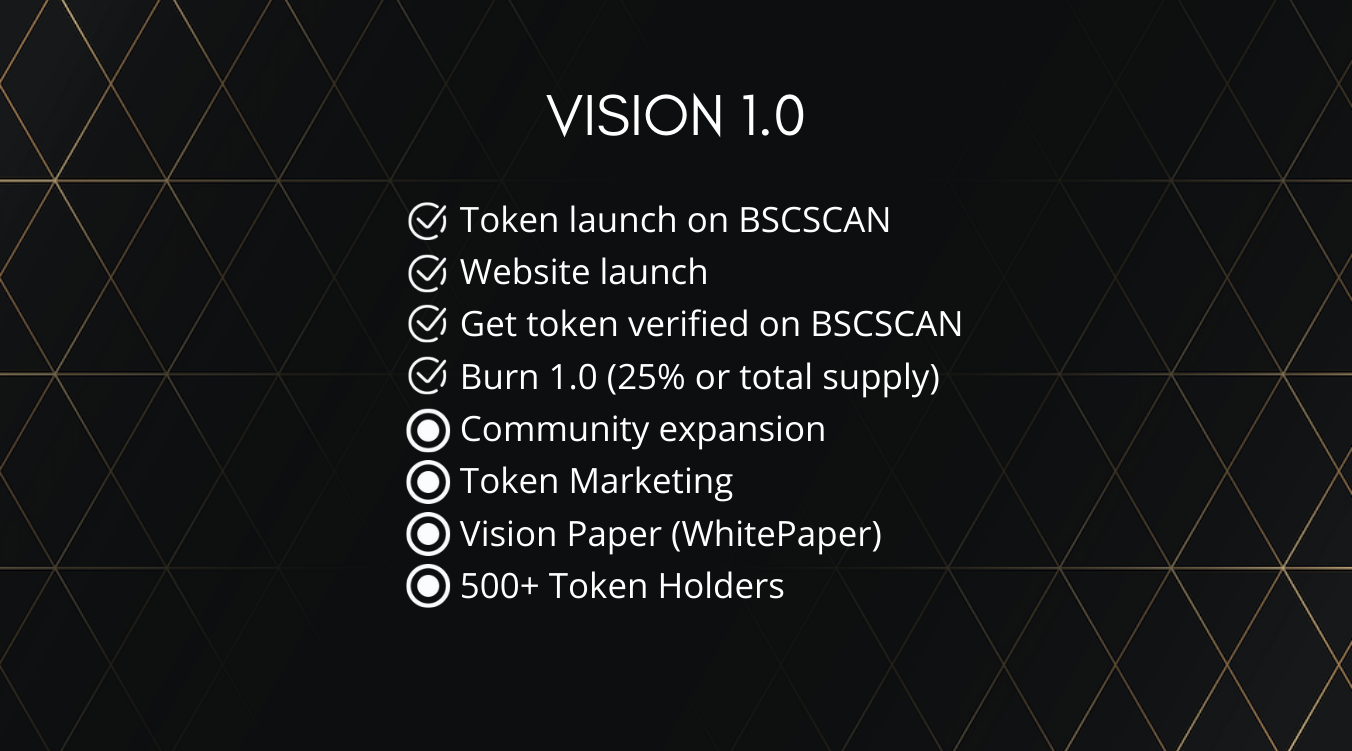 VISION 1.0
Token launch on BSCSCAN
Website launch
Get token verified on BSCSCAN
Burn 1.0 (25% or total supply)
Community expansion
Token Marketing
Vision Paper (WhitePaper)
500+ Token Holders